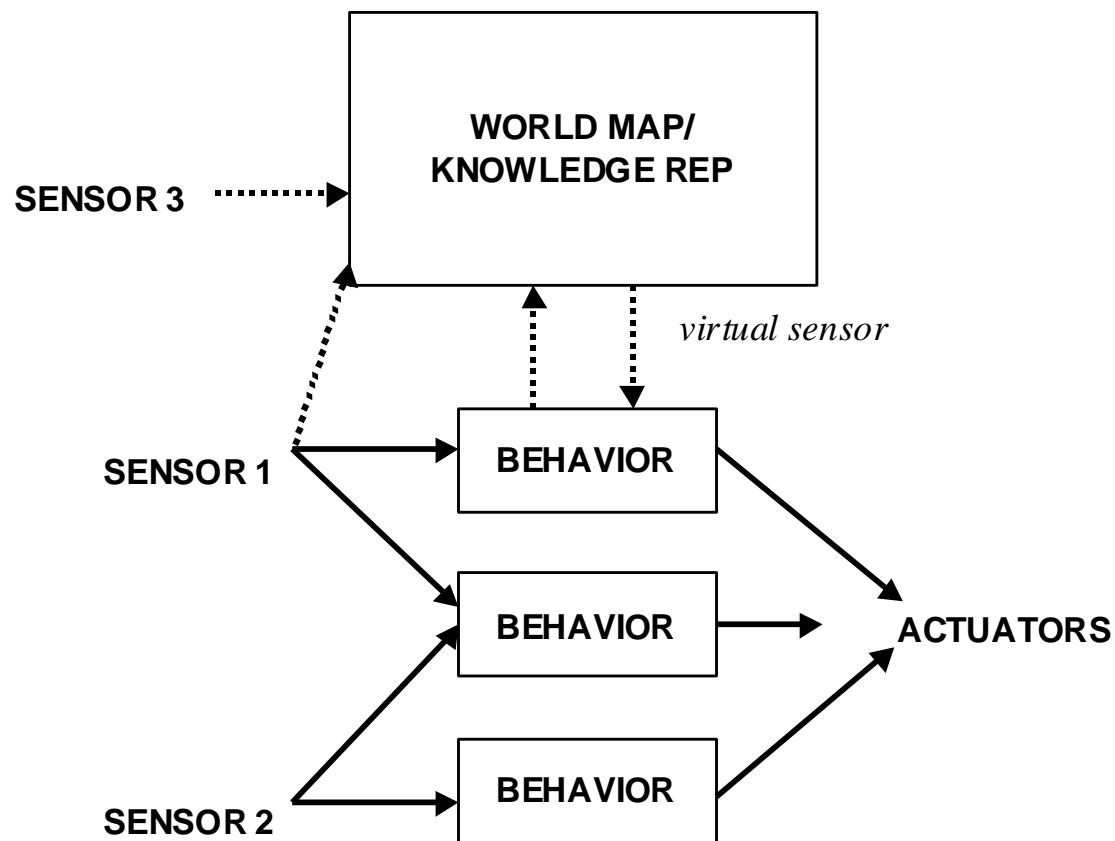 WORLD MAP/
KNOWLEDGE REP
SENSOR 3
virtual sensor
BEHAVIOR
SENSOR 1
BEHAVIOR
ACTUATORS
BEHAVIOR
SENSOR 2